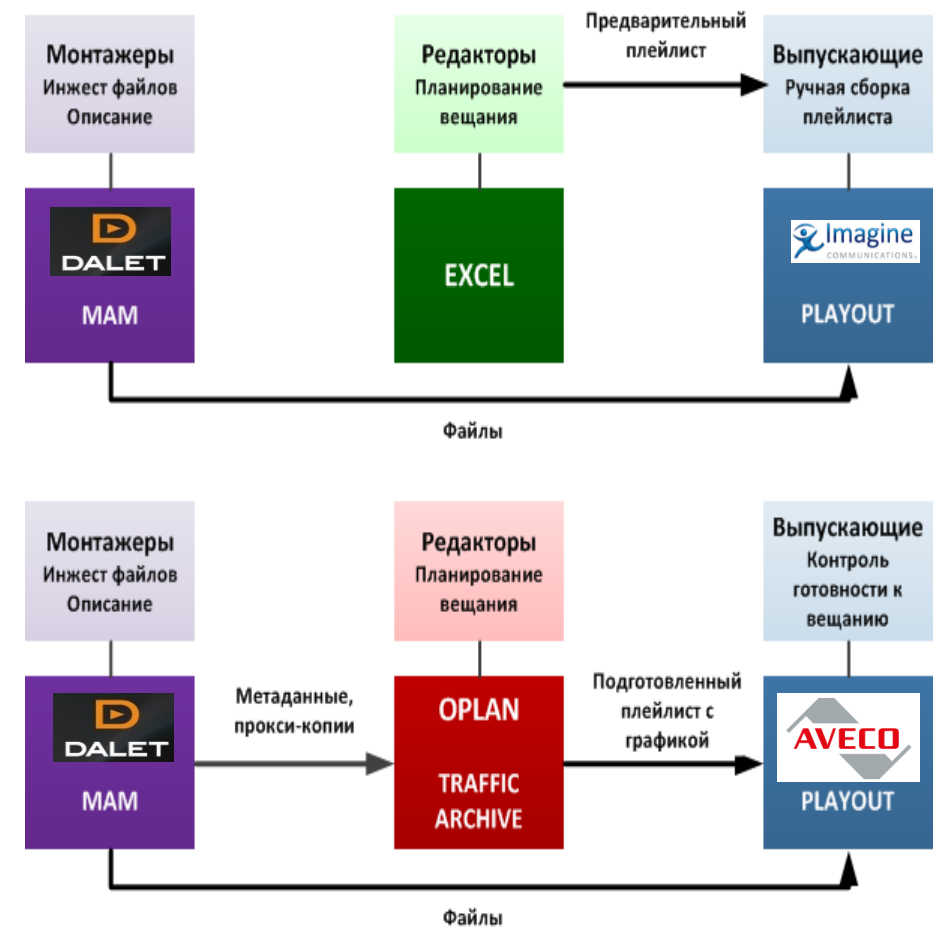 Монтажеры
Инжест файлов
Описание
DALET
MAM
Редакторы
Планирование
вещания
EXCEL
Предварительный
плейлист
Выпускающие
Ручная сборка
плейлиста
Imagine
COMMUNICATIONS
PLAYOUT
Файлы
Монтажеры
Инжест файлов
Описание
DALET
MAM
Метаданные,
прокси-копии
Редакторы
Планирование
вещания
OPLAN
TRAFFIC
ARCHIVE
Подготовленный
плейлист с
графикой
Выпускающие
Контроль
готовности к
вещанию
AVECO
PLAYOUT
Файлы